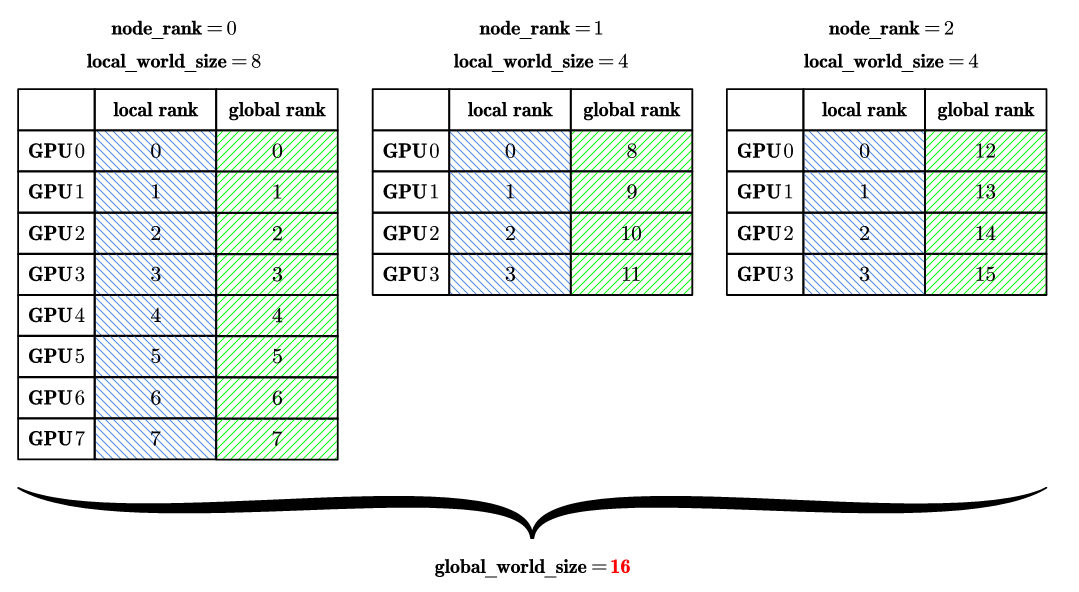 node_rank = 0
local_world_size = 8
local rank global rank
GPU0 0 0
GPU1 1 1
GPU2 2 2
GPU3 3 3
GPU4 4 4
GPU5 5 5
GPU6 6 6
GPU7 7 7
node_rank = 1
local_world_size = 4
local rank global rank
GPU0 0 8
GPU1 1 9
GPU2 2 10
GPU3 3 11
node_rank = 2
local_world_size = 4
local rank global rank
GPU0 0 12
GPU1 1 13
GPU2 2 14
GPU3 3 15
global_world_size = 16